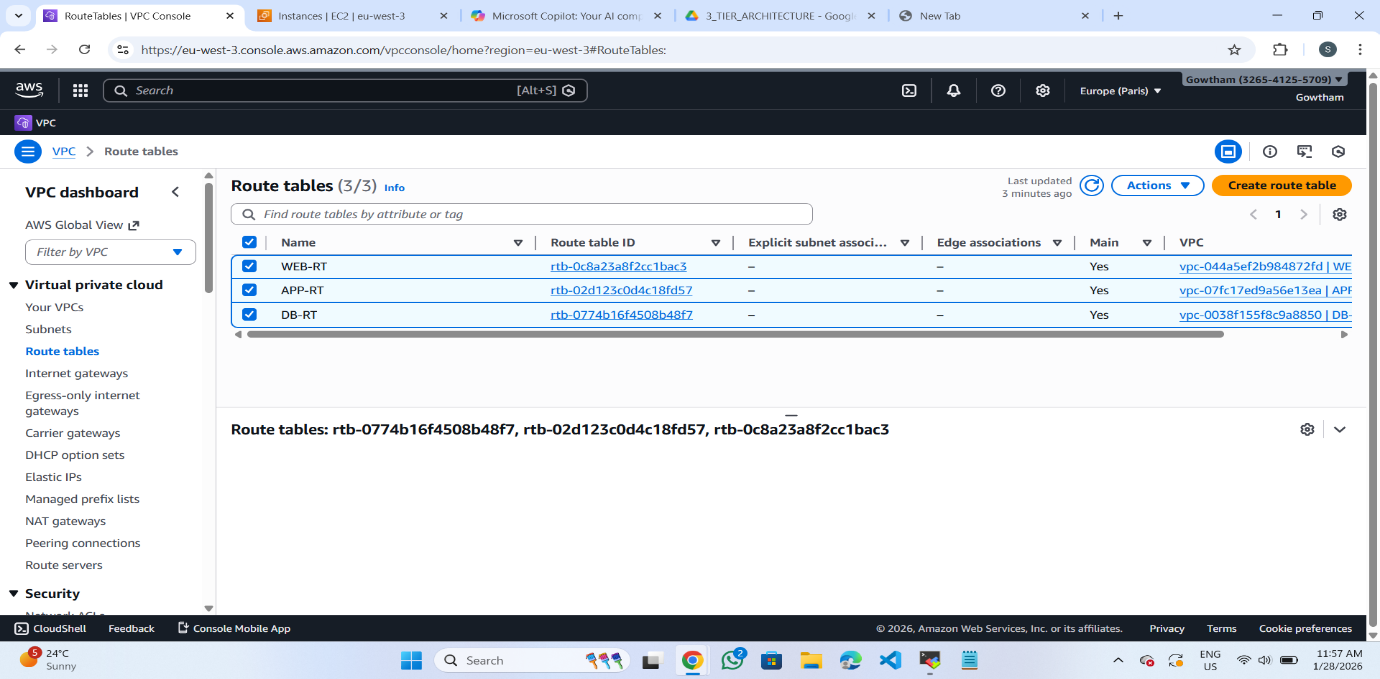 RouteTables | VPC Console
Instances | EC2 | eu-west-3
Microsoft Copilot: Your AI comp
3_TIER_ARCHITECTURE - Google
New Tab
https://eu-west-3.console.aws.amazon.com/vpcconsole/home?region=eu-west-3#RouteTables:
S
aws
Search
[Alt+S]
Europe (Paris)
Gowtham (3265-4125-5709)
Gowtham
VPC
VPC > Route tables
VPC dashboard
AWS Global View
Filter by VPC
Virtual private cloud
Your VPCs
Subnets
Route tables
Internet gateways
Egress-only internet
gateways
Carrier gateways
DHCP option sets
Elastic IPs
Managed prefix lists
NAT gateways
Peering connections
Route servers
Security
Network ACLs
Route tables (3/3) Info
Last updated
3 minutes ago
Actions
Create route table
Find route tables by attribute or tag
1
Name Route table ID Explicit subnet associ... Edge associations Main VPC
WEB-RT rtb-0c8a23a8f2cc1bac3 – – Yes vpc-044a5ef2b984872fd | WE
APP-RT rtb-02d123c0d4c18fd57 – – Yes vpc-07fc17ed9a56e13ea | APP
DB-RT rtb-0774b16f4508b48f7 – – Yes vpc-0038f155f8c9a8850 | DB-
Route tables: rtb-0774b16f4508b48f7, rtb-02d123c0d4c18fd57, rtb-0c8a23a8f2cc1bac3
CloudShell Feedback Console Mobile App
© 2026, Amazon Web Services, Inc. or its affiliates. Privacy Terms Cookie preferences
5
24°C
Sunny
Search
2
ENG
US
11:57 AM
1/28/2026